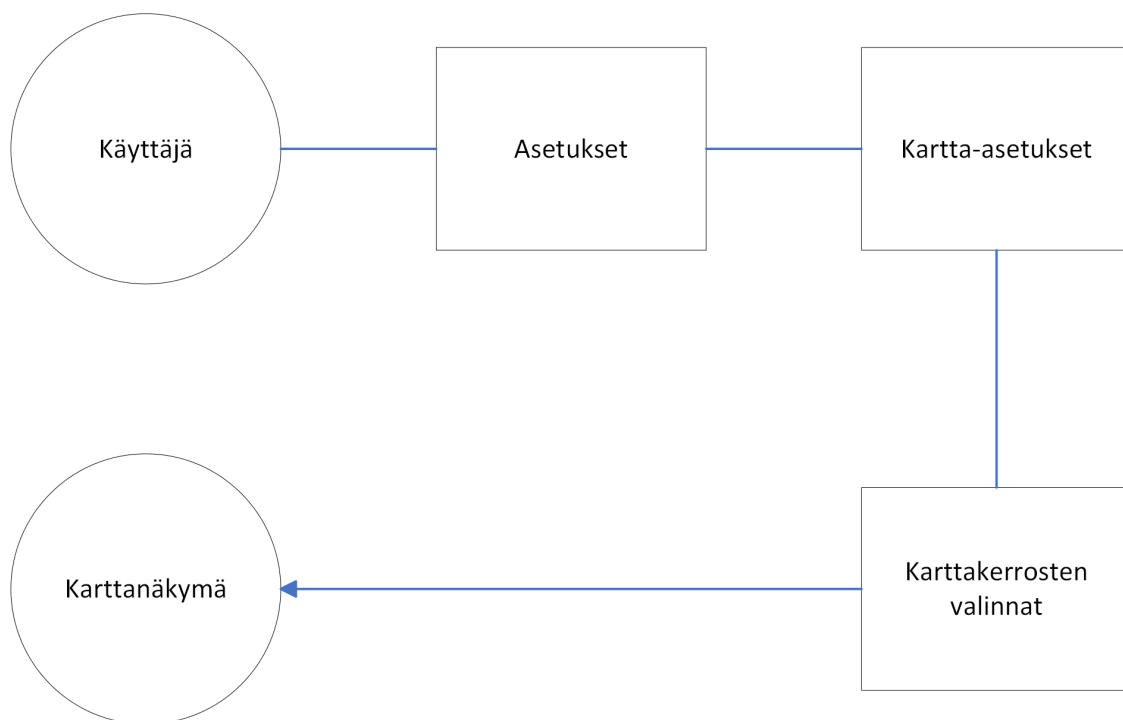 Käyttäjä
Asetukset
Kartta-asetukset
Karttanäkymä
Karttakerrosten
valinnat